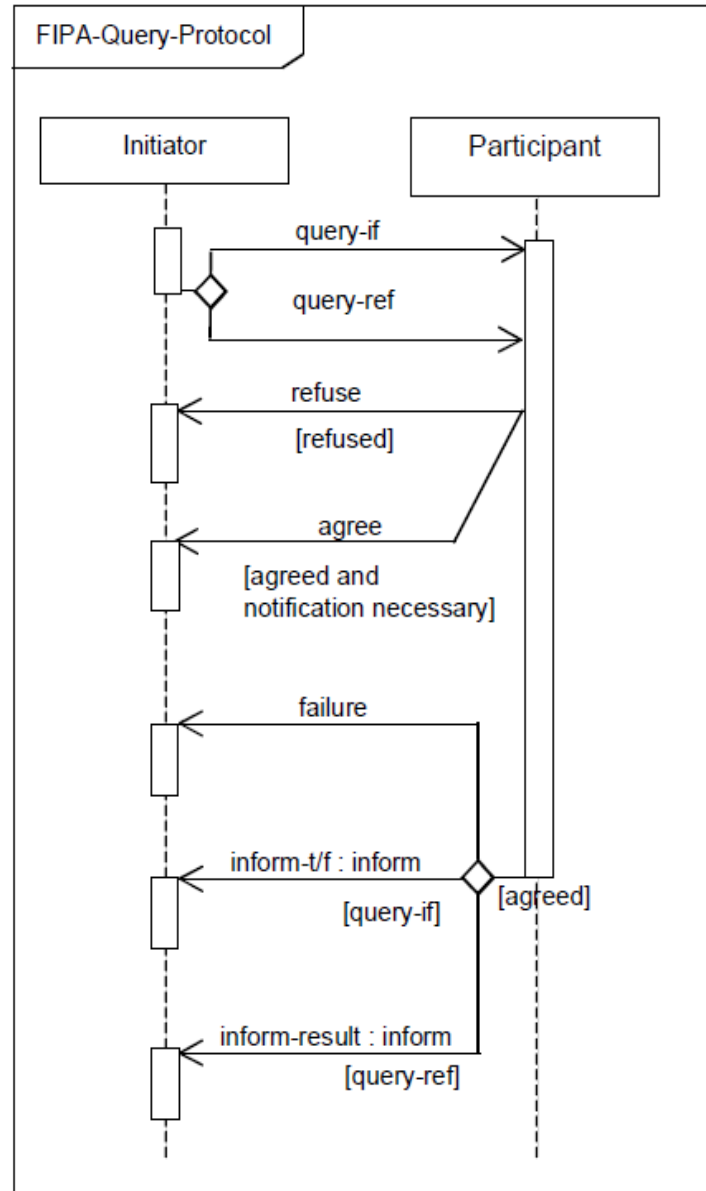 FIPA-Query-Protocol
Initiator
Participant
query-if
query-ref
refuse
[refused]
agree
[agreed and
notification necessary]
failure
inform-t/f : inform
[query-if]
[agreed]
inform-result : inform
[query-ref]